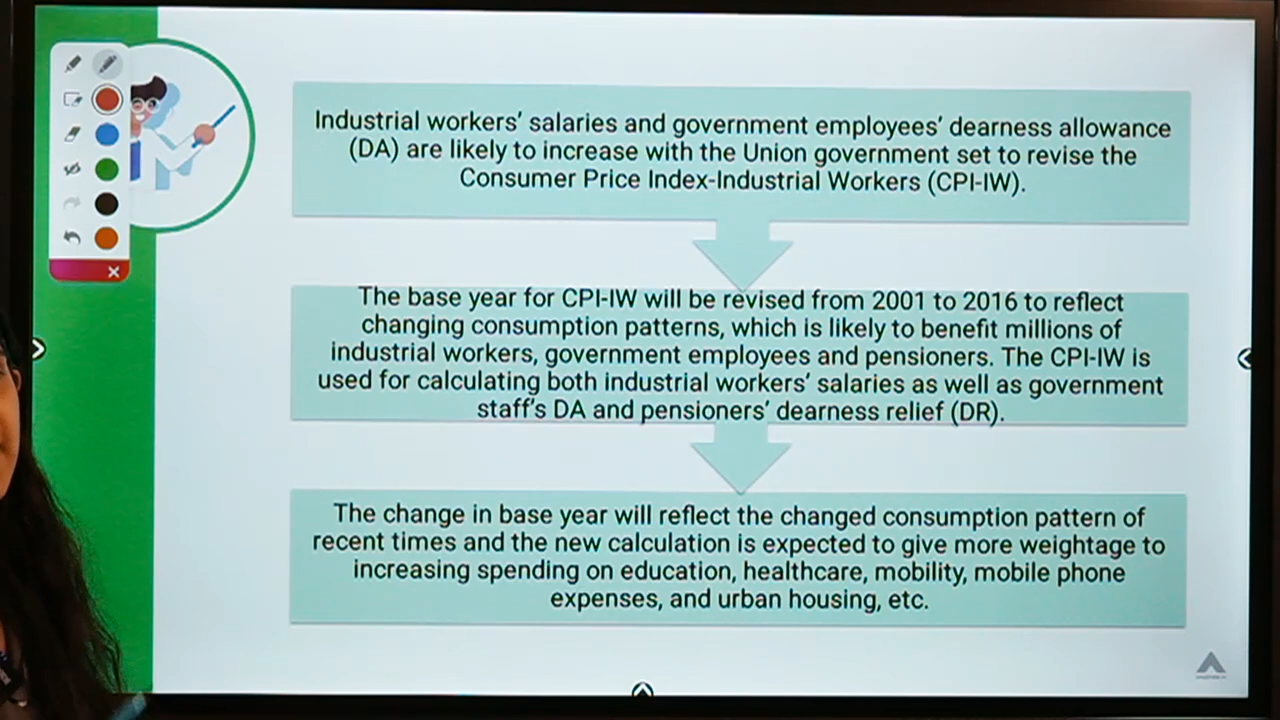 Industrial workers’ salaries and government employees’ dearness allowance
(DA) are likely to increase with the Union government set to revise the
Consumer Price Index-Industrial Workers (CPI-IW).
The base year for CPI-IW will be revised from 2001 to 2016 to reflect
changing consumption patterns, which is likely to benefit millions of
industrial workers, government employees and pensioners. The CPI-IW is
used for calculating both industrial workers’ salaries as well as government
staff’s DA and pensioners’ dearness relief (DR).
The change in base year will reflect the changed consumption pattern of
recent times and the new calculation is expected to give more weightage to
increasing spending on education, healthcare, mobility, mobile phone
expenses, and urban housing, etc.